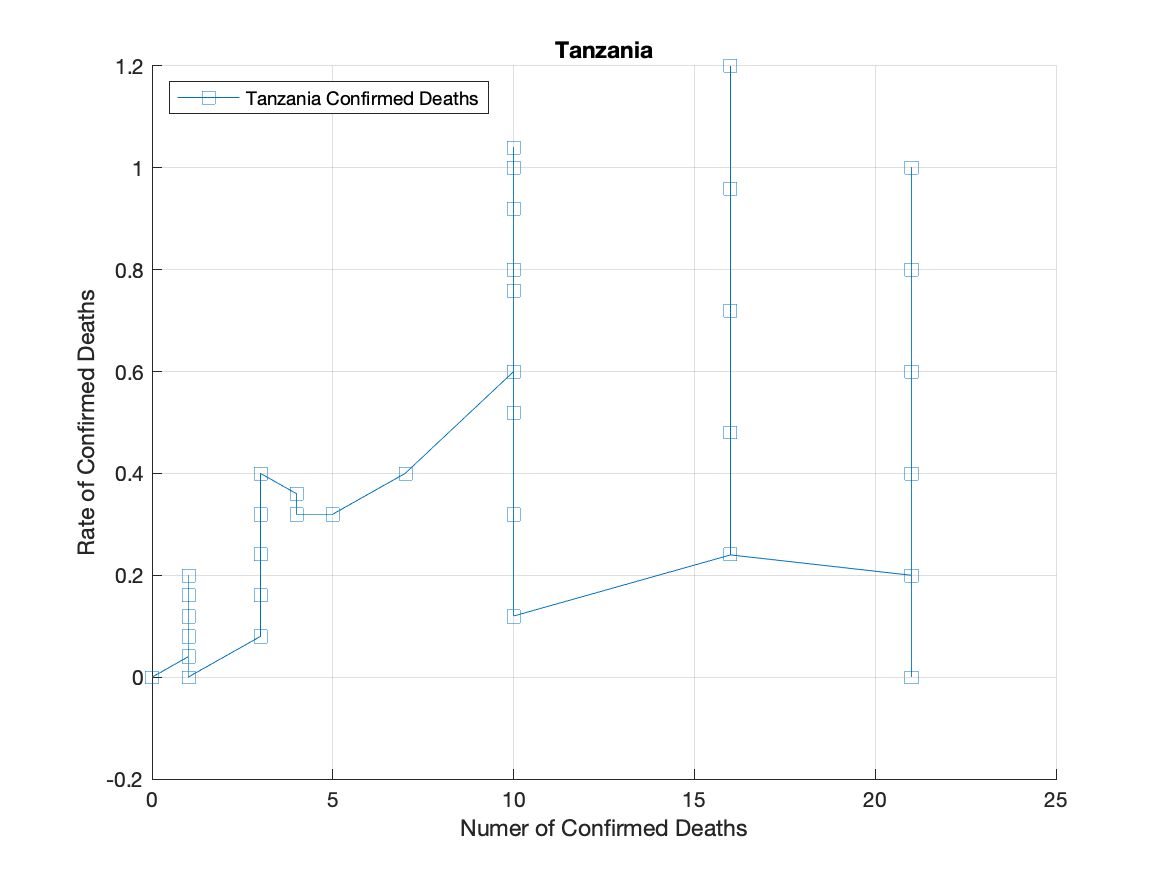 Tanzania
1.2
Tanzania Confirmed Deaths
1
0.8
0.6
0.4
0.2
0
-0.2
Rate of Confirmed Deaths
0 5 10 15 20 25
Numer of Confirmed Deaths